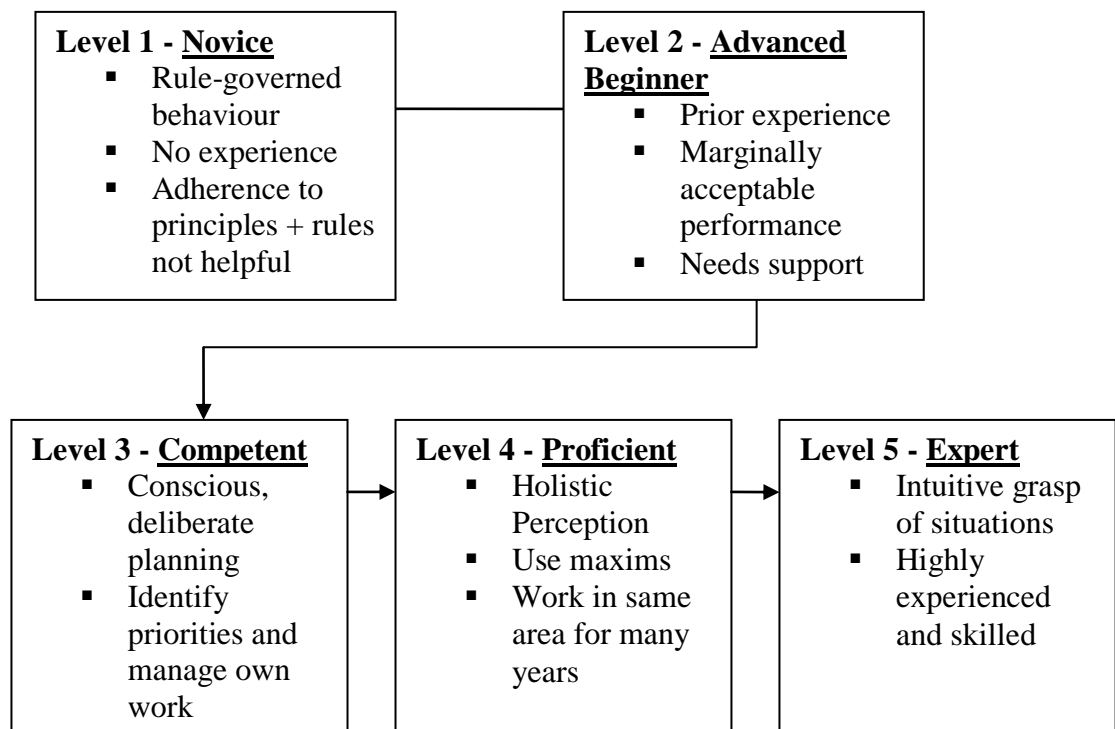 Level 1 - Novice
▪ Rule-governed
behaviour
▪ No experience
▪ Adherence to
principles + rules
not helpful
Level 2 - Advanced
Beginner
▪ Prior experience
▪ Marginally
acceptable
performance
▪ Needs support
Level 3 - Competent
▪ Conscious,
deliberate
planning
▪ Identify
priorities and
manage own
work
Level 4 - Proficient
▪ Holistic
Perception
▪ Use maxims
▪ Work in same
area for many
years
Level 5 - Expert
▪ Intuitive grasp
of situations
▪ Highly
experienced
and skilled